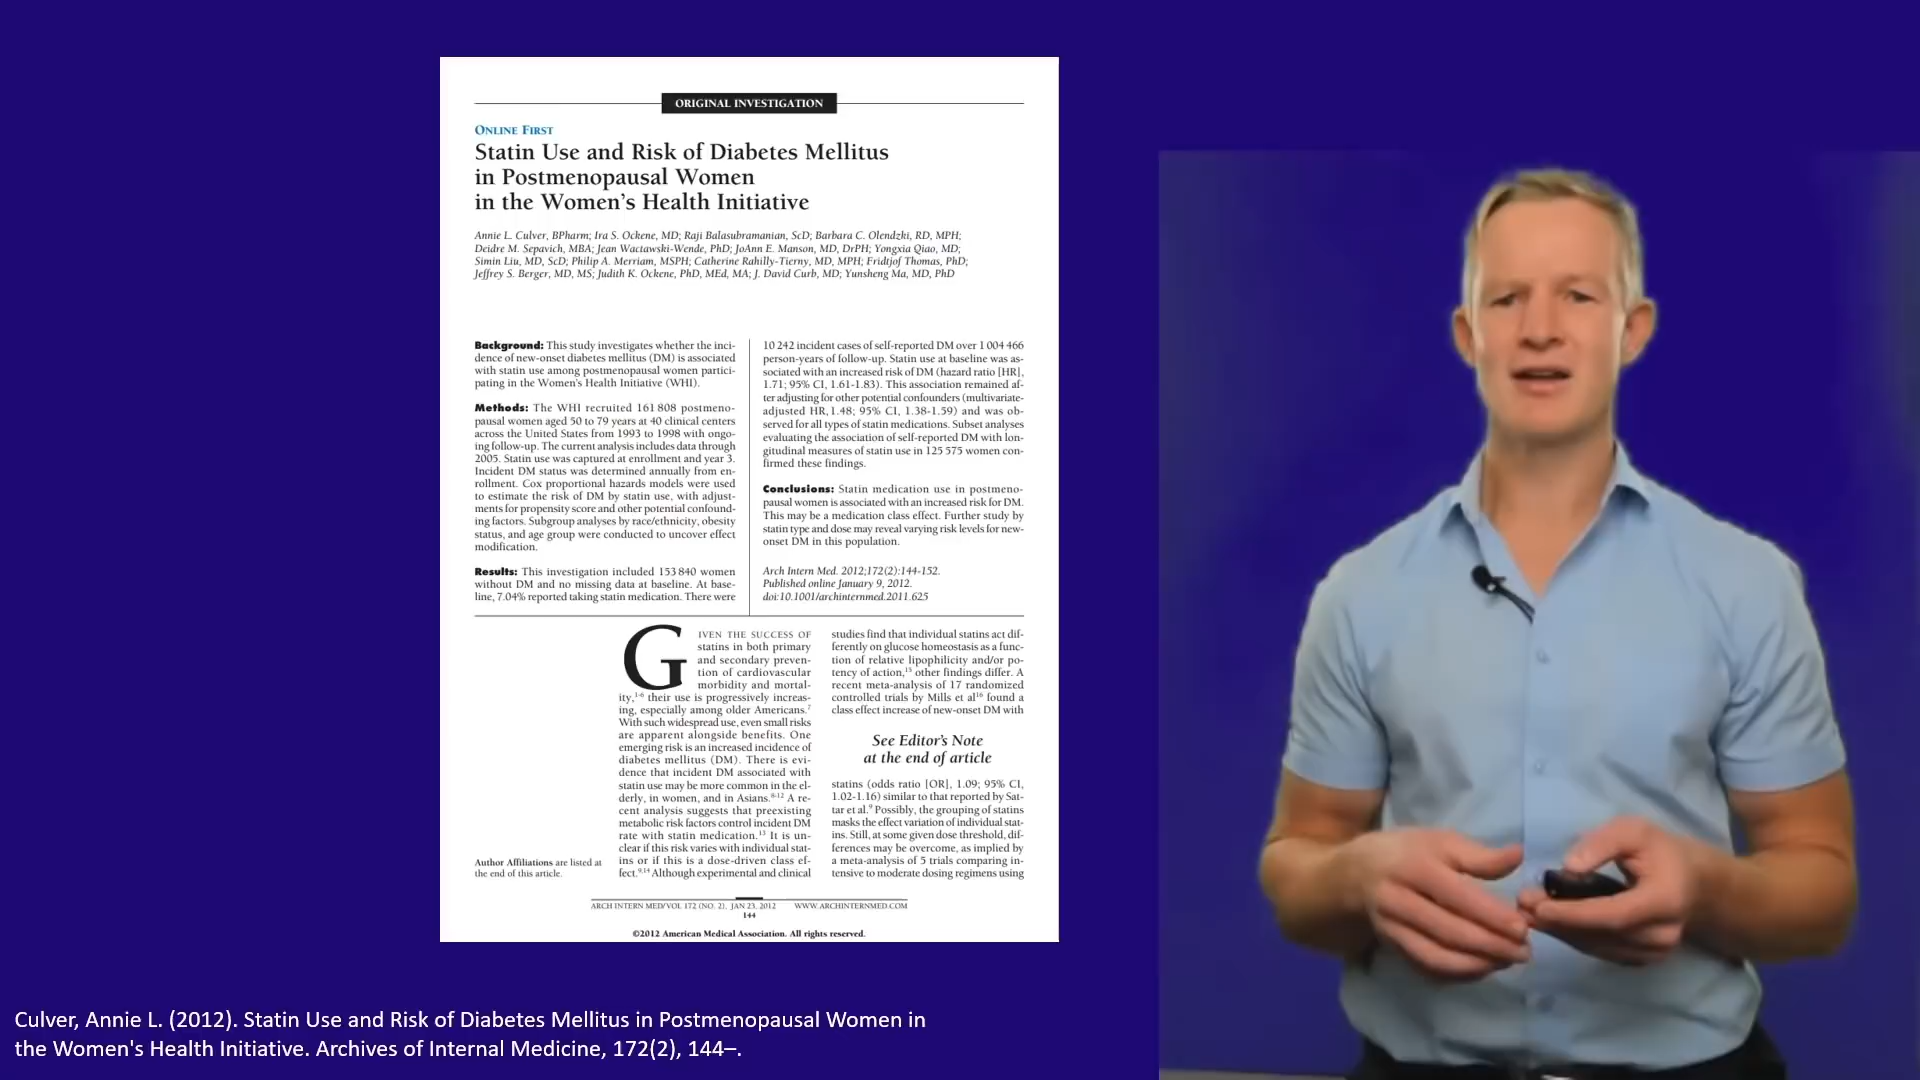 ORIGINAL INVESTIGATION
ONLINE FIRST
Statin Use and Risk of Diabetes Mellitus
in Postmenopausal Women
in the Women's Health Initiative
Annie L. Culver, BPharm; Ira S. Ockene, MD; Raji Balasubramanian, ScD; Barbara C. Olendzki, RD, MPH;
Deidre M. Sepavich, MBA; Jean Wactawski-Wende, PhD; JoAnn E. Manson, MD, DrPH; Yongxia Qiao, MD;
Simin Liu, MD, ScD; Philip A. Merriam, MSPH; Catherine Rahilly-Tierny, MD, MPH; Fridtjof Thomas, PhD;
Jeffrey S. Berger, MD, MS; Judith K. Ockene, PhD, MEd, MA; J. David Curb, MD; Yunsheng Ma, MD, PhD
Background: This study investigates whether the inci-
dence of new-onset diabetes mellitus (DM) is associated
with statin use among postmenopausal women partici-
pating in the Women's Health Initiative (WHI).
Methods: The WHI recruited 161 808 postmeno-
pausal women aged 50 to 79 years at 40 clinical centers
across the United States from 1993 to 1998 with ongo-
ing follow-up. The current analysis includes data through
2005. Statin use was captured at enrollment and year 3.
Incident DM status was determined annually from en-
rollment. Cox proportional hazards models were used
to estimate the risk of DM by statin use, with adjust-
ments for propensity score and other potential confound-
ing factors. Subgroup analyses by race/ethnicity, obesity
status, and age group were conducted to uncover effect
modification.
Results: This investigation included 153 840 women
without DM and no missing data at baseline. At base-
line, 7.04% reported taking statin medication. There were
10 242 incident cases of self-reported DM over 1 004 466
person-years of follow-up. Statin use at baseline was as-
sociated with an increased risk of DM (hazard ratio [HR],
1.71; 95% CI, 1.61-1.83). This association remained af-
ter adjusting for other potential confounders (multivariate-
adjusted HR, 1.48; 95% CI, 1.38-1.59) and was ob-
served for all types of statin medications. Subset analyses
evaluating the association of self-reported DM with lon-
gitudinal measures of statin use in 125 575 women con-
firmed these findings.
Conclusions: Statin medication use in postmeno-
pausal women is associated with an increased risk for DM.
This may be a medication class effect. Further study by
statin type and dose may reveal varying risk levels for new-
onset DM in this population.
Arch Intern Med. 2012;172(2):144-152.
Published online January 9, 2012.
doi:10.1001/archinternmed.2011.625
GIVEN THE SUCCESS OF
statins in both primary
and secondary preven-
tion of cardiovascular
morbidity and mortal-
ity,1-6 their use is progressively increas-
ing, especially among older Americans.7
With such widespread use, even small risks
are apparent alongside benefits. One
emerging risk is an increased incidence of
diabetes mellitus (DM). There is evi-
dence that incident DM associated with
statin use may be more common in the el-
derly, in women, and in Asians.8-12 A re-
cent analysis suggests that preexisting
metabolic risk factors control incident DM
rate with statin medication.13 It is un-
clear if this risk varies with individual stat-
ins or if this is a dose-driven class ef-
fect.9,14 Although experimental and clinical
studies find that individual statins act dif-
ferently on glucose homeostasis as a func-
tion of relative lipophilicity and/or po-
tency of action,15 other findings differ. A
recent meta-analysis of 17 randomized
controlled trials by Mills et al16 found a
class effect increase of new-onset DM with
See Editor's Note
at the end of article
statins (odds ratio [OR], 1.09; 95% CI,
1.02-1.16) similar to that reported by Sat-
tar et al.9 Possibly, the grouping of statins
masks the effect variation of individual stat-
ins. Still, at some given dose threshold, dif-
ferences may be overcome, as implied by
a meta-analysis of 5 trials comparing in-
tensive to moderate dosing regimens using
Author Affiliations are listed at
the end of this article.
ARCH INTERN MED/VOL 172 (NO. 2), JAN 23, 2012 WWW.ARCHINTERNMED.COM
144
©2012 American Medical Association. All rights reserved.
Culver, Annie L. (2012). Statin Use and Risk of Diabetes Mellitus in Postmenopausal Women in
the Women's Health Initiative. Archives of Internal Medicine, 172(2), 144–.